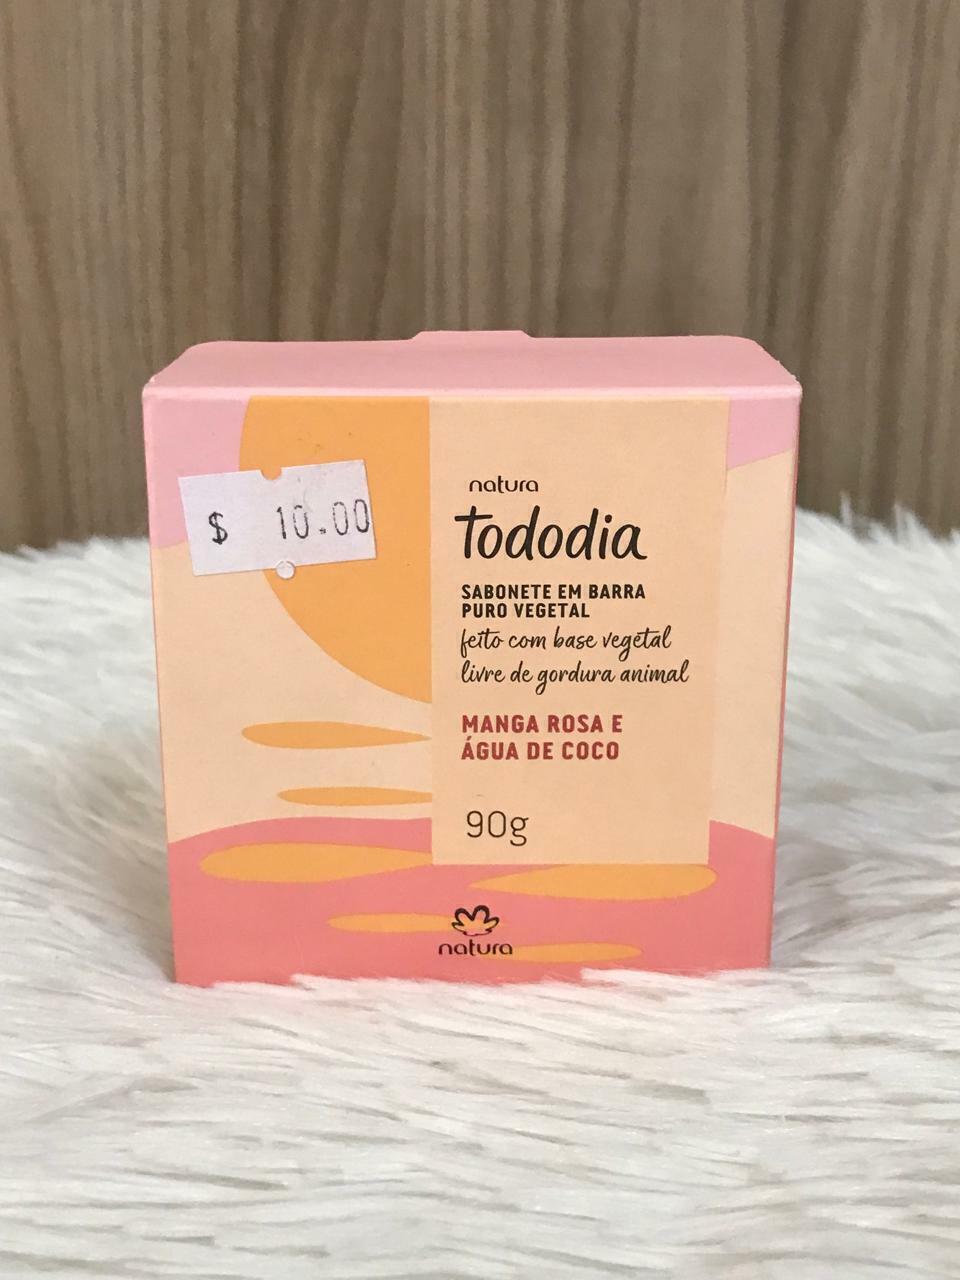 $ 10.00
natura
tododia
SABONETE EM BARRA
PURO VEGETAL
feito com base vegetal
livre de gordura animal
MANGA ROSA E
ÁGUA DE COCO
90g
natura